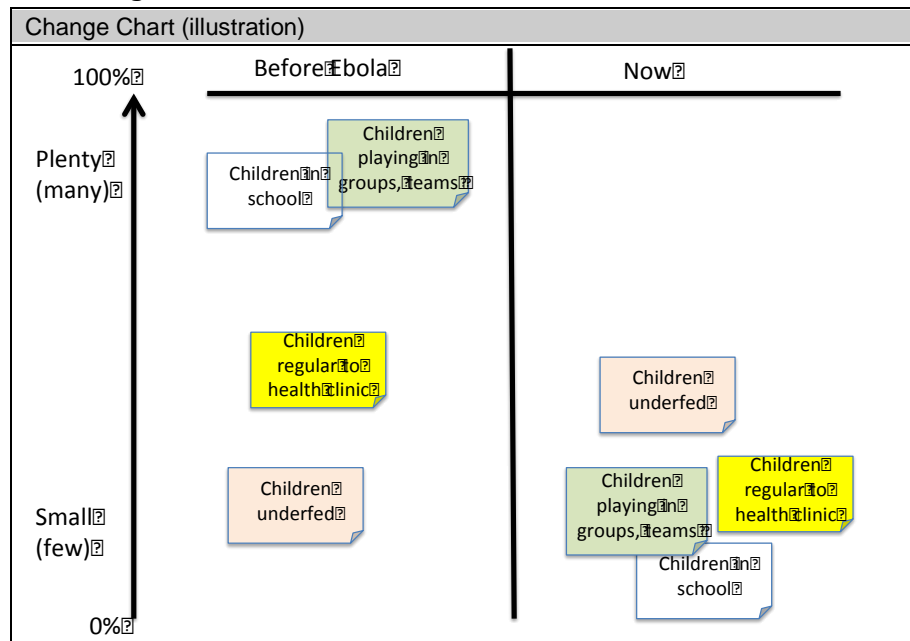 Change Chart (illustration)
100%⍰
Before⍰Ebola⍰
Now⍰
Plenty⍰
(many)⍰
Children⍰in⍰
school⍰
Children⍰
playing⍰in⍰
groups,⍰teams⍰⍰
Children⍰
regular⍰to⍰
health⍰clinic⍰
Children⍰
underfed⍰
Small⍰
(few)⍰
Children⍰
underfed⍰
Children⍰
playing⍰in⍰
groups,⍰teams⍰⍰
Children⍰
regular⍰to⍰
health⍰clinic⍰
Children⍰in⍰
school⍰
0%⍰